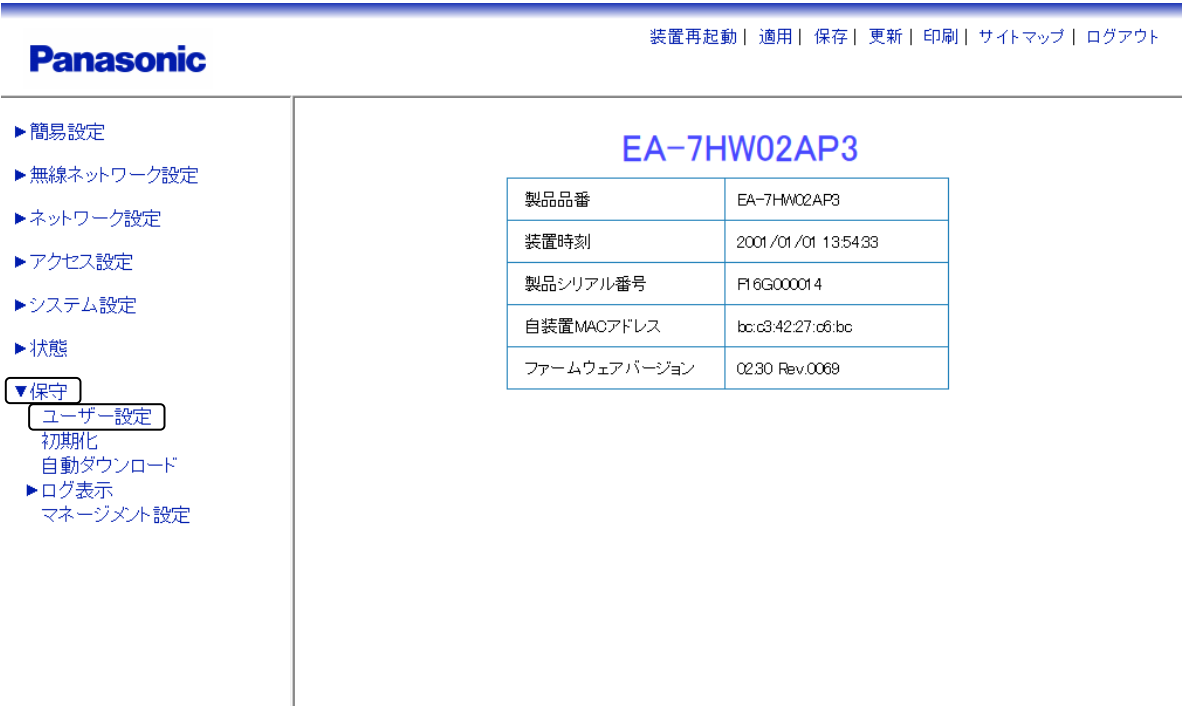 装置再起動 | 適用 | 保存 | 更新 | 印刷 | サイトマップ | ログアウト
Panasonic
▶簡易設定
▶無線ネットワーク設定
▶ネットワーク設定
▶アクセス設定
▶システム設定
▶状態
▼保守
ユーザー設定
初期化
自動ダウンロード
▶ログ表示
マネージメント設定
EA-7HW02AP3
製品品番 EA-7HW02AP3
装置時刻 2001/01/01 13:54:33
製品シリアル番号 F16G000014
自装置MACアドレス bc:c3:42:27:c6:bc
ファームウェアバージョン 02.30 Rev.0069